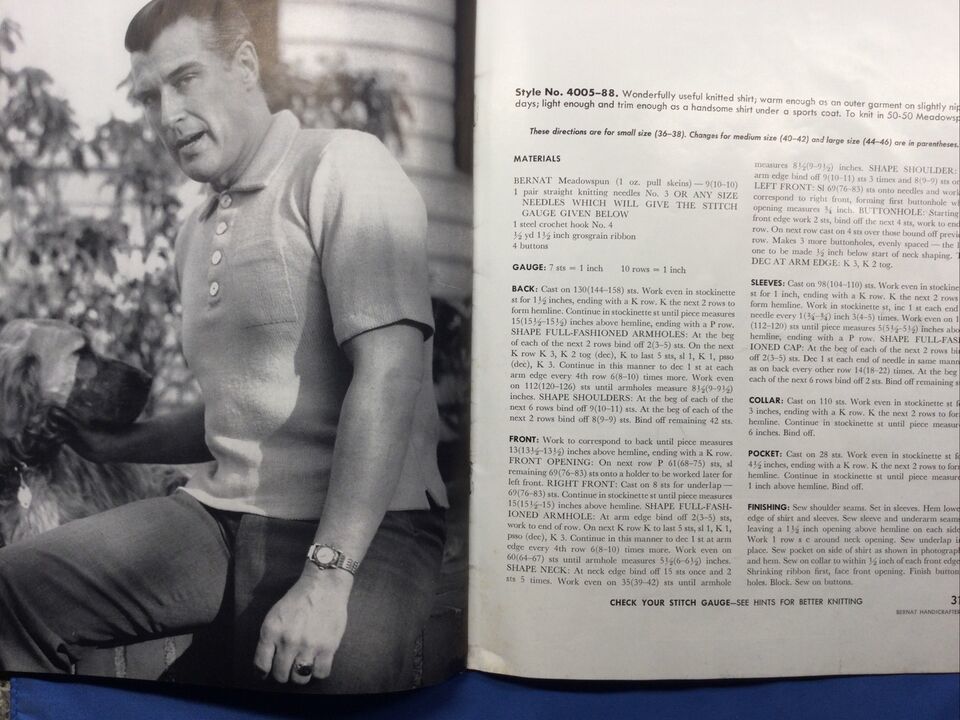 Style No. 4005–88. Wonderfully useful knitted shirt; warm enough as an outer garment on slightly
days; light enough and trim enough as a handsome shirt under a sports coat. To knit in 50-50
These directions are for small size (36–38). Changes for medium size (40–42) and large size (44–46) are in parentheses.
MATERIALS
BERNAT Meadowspun (1 oz. pull skeins) — 9(10–10)
1 pair straight knitting needles No. 3 OR ANY SIZE
NEEDLES WHICH WILL GIVE THE STITCH
GAUGE GIVEN BELOW
1 steel crochet hook No. 4
½ yd 1½ inch grosgrain ribbon
4 buttons
GAUGE: 7 sts = 1 inch 10 rows = 1 inch
BACK: Cast on 130(144–158) sts. Work even in stockinette
st for 1½ inches, ending with a K row. K the next 2 rows to
form hemline. Continue in stockinette st until piece measures
15(15½–15½) inches above hemline, ending with a P row.
SHAPE FULL-FASHIONED ARMHOLES: At the beg
of each of the next 2 rows bind off 2(3–5) sts. On the next
K row K 3, K 2 tog (dec), K to last 5 sts, sl 1, K 1, psso
(dec), K 3. Continue in this manner to dec 1 st at each
arm edge every 4th row 6(8–10) times more. Work even
on 112(120–126) sts until armholes measure 8½(9–9½)
inches. SHAPE SHOULDERS: At the beg of each of the
next 6 rows bind off 9(10–11) sts. At the beg of each of the
next 2 rows bind off 8(9–9) sts. Bind off remaining 42 sts.
FRONT: Work to correspond to back until piece measures
13(13½–13½) inches above hemline, ending with a K row.
FRONT OPENING: On next row P 61(68–75) sts, sl
remaining 69(76–83) sts onto a holder to be worked later for
left front. RIGHT FRONT: Cast on 8 sts for underlap —
69(76–83) sts. Continue in stockinette st until piece measures
15(15½–15) inches above hemline. SHAPE FULL-FASH-
IONED ARMHOLE: At arm edge bind off 2(3–5) sts,
work to end of row. On next K row K to last 5 sts, sl 1, K 1,
psso (dec), K 3. Continue in this manner to dec 1 st at arm
edge every 4th row 6(8–10) times more. Work even on
60(64–67) sts until armhole measures 5½(6–6½) inches.
SHAPE NECK: At neck edge bind off 15 sts once and 2
sts 5 times. Work even on 35(39–42) sts until armhole
measures 8½(9–9½) inches. SHAPE SHOULDER:
arm edge bind off 9(10–11) sts 3 times and 8(9–9) sts
LEFT FRONT: Sl 69(76–83) sts onto needles and
correspond to right front, forming first buttonhole
opening measures ¾ inch. BUTTONHOLE: Starting
front edge work 2 sts, bind off the next 4 sts, work to
row. On next row cast on 4 sts over those bound off
row. Makes 3 more buttonholes, evenly spaced — the
one to be made ½ inch below start of neck shaping.
DEC AT ARM EDGE: K 3, K 2 tog.
SLEEVES: Cast on 98(104–110) sts. Work even in
st for 1 inch, ending with a K row. K the next 2 rows
form hemline. Work in stockinette st, inc 1 st each end
needle every 1(¾–¾) inch 3(4–5) times. Work even on
(112–120) sts until piece measures 5(5½–5½) inches
hemline, ending with a P row. SHAPE
IONED CAP: At the beg of each of the next 2 rows
off 2(3–5) sts. Dec 1 st each end of needle in same
as on back every other row 14(18–22) times. At the beg
each of the next 6 rows bind off 2 sts. Bind off remaining
COLLAR: Cast on 110 sts. Work even in stockinette st
3 inches, ending with a K row. K the next 2 rows to
hemline. Continue in stockinette st until piece
6 inches. Bind off.
POCKET: Cast on 28 sts. Work even in stockinette st
4½ inches, ending with a K row. K the next 2 rows to
hemline. Continue in stockinette st until piece
1 inch above hemline. Bind off.
FINISHING: Sew shoulder seams. Set in sleeves. Hem
edge of shirt and sleeves. Sew sleeve and underarm
leaving a 1½ inch opening above hemline on each
Work 1 row s c around neck opening. Sew underlap
place. Sew pocket on side of shirt as shown in
and hem. Sew on collar to within ½ inch of each front
Shrinking ribbon first, face front opening. Finish
holes. Block. Sew on buttons.
CHECK YOUR STITCH GAUGE—SEE HINTS FOR BETTER KNITTING
BERNAT